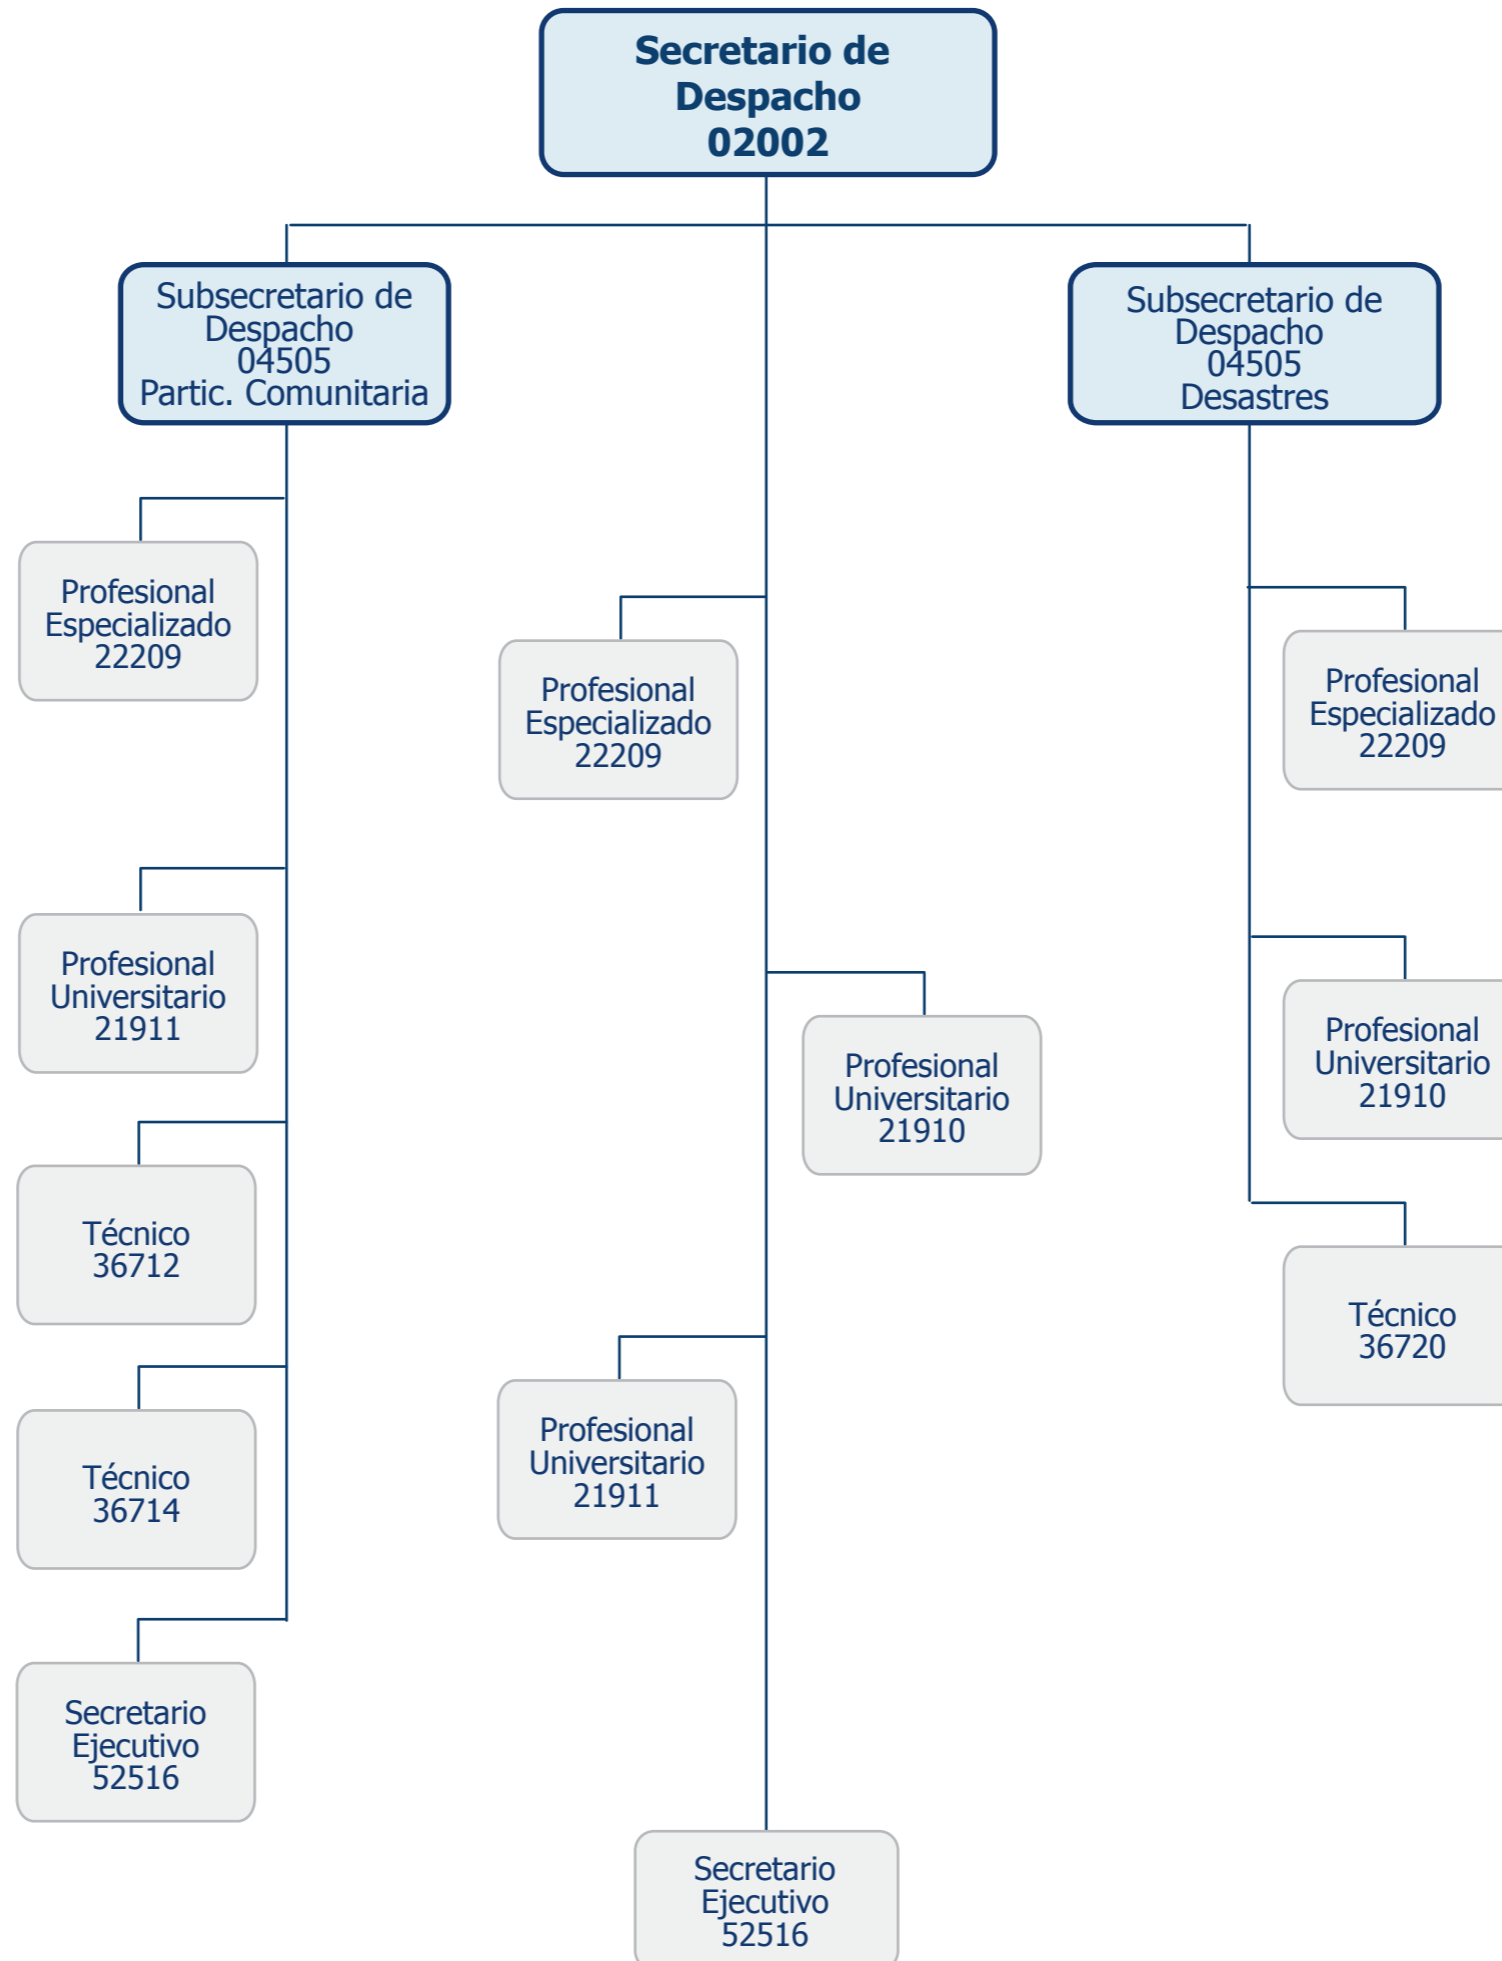 Secretario de
Despacho
02002
Subsecretario de
Despacho
04505
Partic. Comunitaria
Subsecretario de
Despacho
04505
Desastres
Profesional
Especializado
22209
Profesional
Especializado
22209
Profesional
Especializado
22209
Profesional
Universitario
21911
Profesional
Universitario
21910
Profesional
Universitario
21910
Técnico
36712
Técnico
36720
Técnico
36714
Profesional
Universitario
21911
Secretario
Ejecutivo
52516
Secretario
Ejecutivo
52516